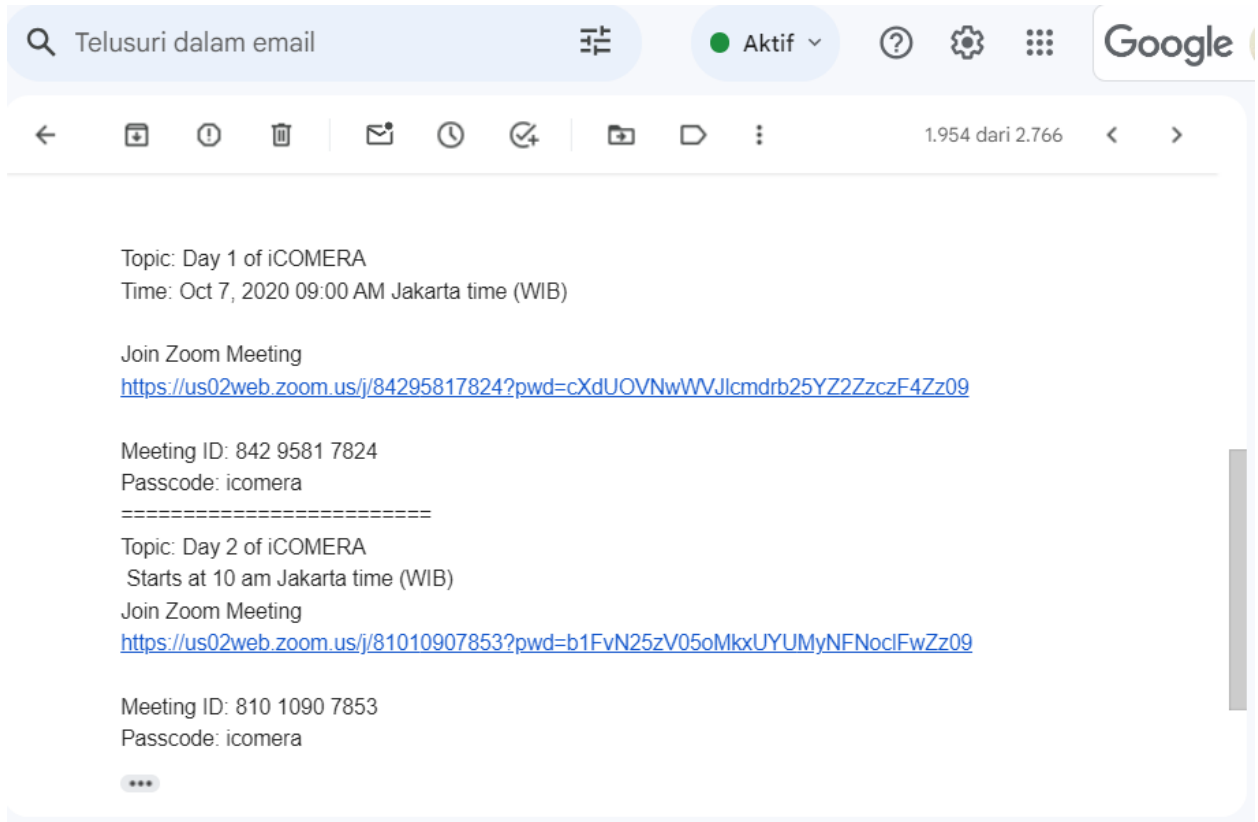 Telusuri dalam email
Aktif
Google
1.954 dari 2.766
Topic: Day 1 of iCOMERA
Time: Oct 7, 2020 09:00 AM Jakarta time (WIB)
Join Zoom Meeting
https://us02web.zoom.us/j/84295817824?pwd=cXdUOVNwWVJlcmdrb25YZ2ZzczF4Zz09
Meeting ID: 842 9581 7824
Passcode: icomera
=========================
Topic: Day 2 of iCOMERA
Starts at 10 am Jakarta time (WIB)
Join Zoom Meeting
https://us02web.zoom.us/j/81010907853?pwd=b1FvN25zV05oMkxUYUMyNFNoclFwZz09
Meeting ID: 810 1090 7853
Passcode: icomera